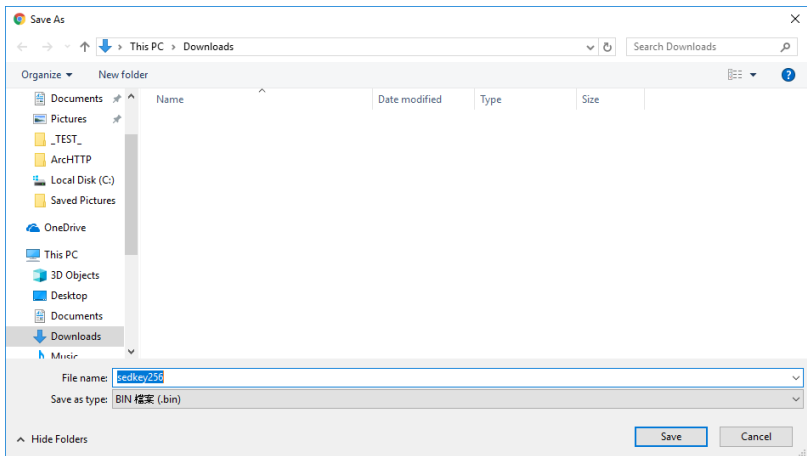 Save As
This PC > Downloads
Search Downloads
Organize
New folder
Name
Date modified
Type
Size
Documents
Pictures
_TEST_
ArcHTTP
Local Disk (C:)
Saved Pictures
OneDrive
This PC
3D Objects
Desktop
Documents
Downloads
Music
File name: sedkey256
Save as type: BIN 檔案 (.bin)
Hide Folders
Save
Cancel